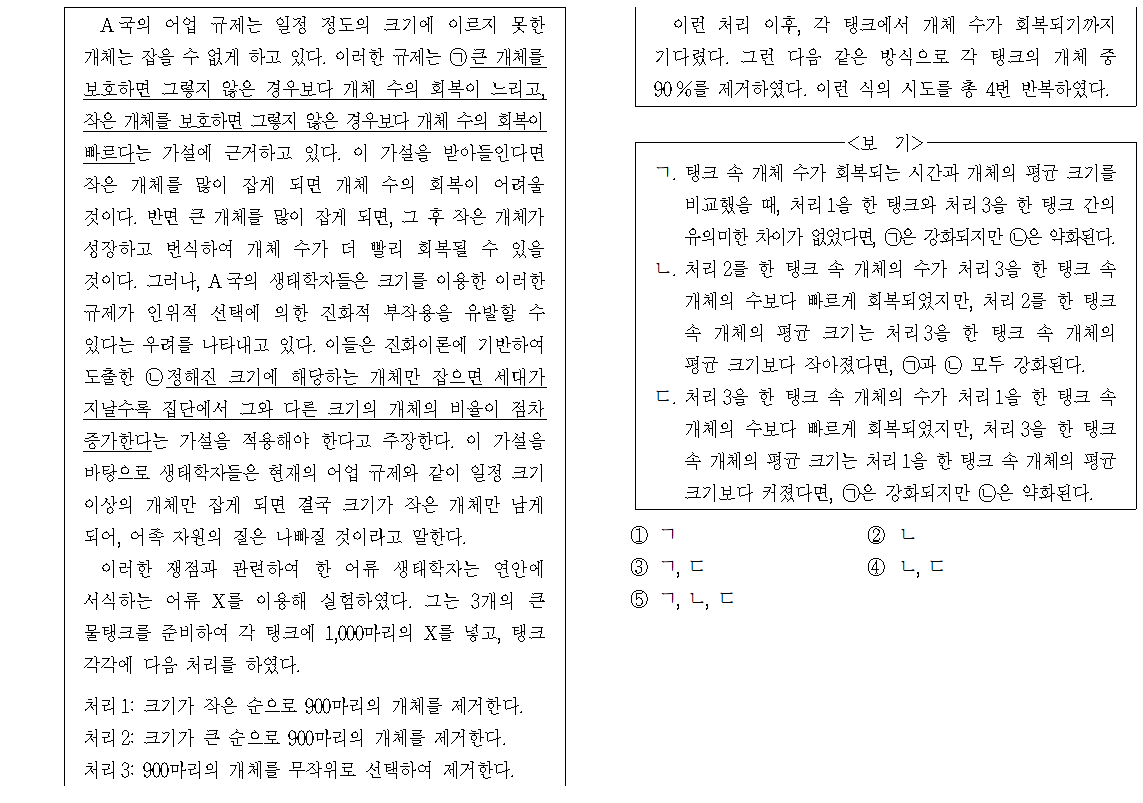 A국의 어업 규제는 일정 정도의 크기에 이르지 못한
개체는 잡을 수 없게 하고 있다. 이러한 규제는 ㉠큰 개체를
보호하면 그렇지 않은 경우보다 개체 수의 회복이 느리고,
작은 개체를 보호하면 그렇지 않은 경우보다 개체 수의 회복이
빠르다는 가설에 근거하고 있다. 이 가설을 받아들인다면
작은 개체를 많이 잡게 되면 개체 수의 회복이 어려울
것이다. 반면 큰 개체를 많이 잡게 되면, 그 후 작은 개체가
성장하고 번식하여 개체 수가 더 빨리 회복될 수 있을
것이다. 그러나, A국의 생태학자들은 크기를 이용한 이러한
규제가 인위적 선택에 의한 진화적 부작용을 유발할 수
있다는 우려를 나타내고 있다. 이들은 진화이론에 기반하여
도출한 ㉡정해진 크기에 해당하는 개체만 잡으면 세대가
지날수록 집단에서 그와 다른 크기의 개체의 비율이 점차
증가한다는 가설을 적용해야 한다고 주장한다. 이 가설을
바탕으로 생태학자들은 현재의 어업 규제와 같이 일정 크기
이상의 개체만 잡게 되면 결국 크기가 작은 개체만 남게
되어, 어족 자원의 질은 나빠질 것이라고 말한다.
이러한 쟁점과 관련하여 한 어류 생태학자는 연안에
서식하는 어류 X를 이용해 실험하였다. 그는 3개의 큰
물탱크를 준비하여 각 탱크에 1,000마리의 X를 넣고, 탱크
각각에 다음 처리를 하였다.
처리1: 크기가 작은 순으로 900마리의 개체를 제거한다.
처리2: 크기가 큰 순으로 900마리의 개체를 제거한다.
처리3: 900마리의 개체를 무작위로 선택하여 제거한다.
이런 처리 이후, 각 탱크에서 개체 수가 회복되기까지
기다렸다. 그런 다음 같은 방식으로 각 탱크의 개체 중
90%를 제거하였다. 이런 식의 시도를 총 4번 반복하였다.
<보 기>
ㄱ. 탱크 속 개체 수가 회복되는 시간과 개체의 평균 크기를
비교했을 때, 처리1을 한 탱크와 처리3을 한 탱크 간의
유의미한 차이가 없었다면, ㉠은 강화되지만 ㉡은 약화된다.
ㄴ. 처리2를 한 탱크 속 개체의 수가 처리3을 한 탱크 속
개체의 수보다 빠르게 회복되었지만, 처리2를 한 탱크
속 개체의 평균 크기는 처리3을 한 탱크 속 개체의
평균 크기보다 작아졌다면, ㉠과 ㉡ 모두 강화된다.
ㄷ. 처리3을 한 탱크 속 개체의 수가 처리1을 한 탱크 속
개체의 수보다 빠르게 회복되었지만, 처리3을 한 탱크
속 개체의 평균 크기는 처리1을 한 탱크 속 개체의 평균
크기보다 커졌다면, ㉠은 강화되지만 ㉡은 약화된다.
① ㄱ ② ㄴ
③ ㄱ, ㄷ ④ ㄴ, ㄷ
⑤ ㄱ, ㄴ, ㄷ